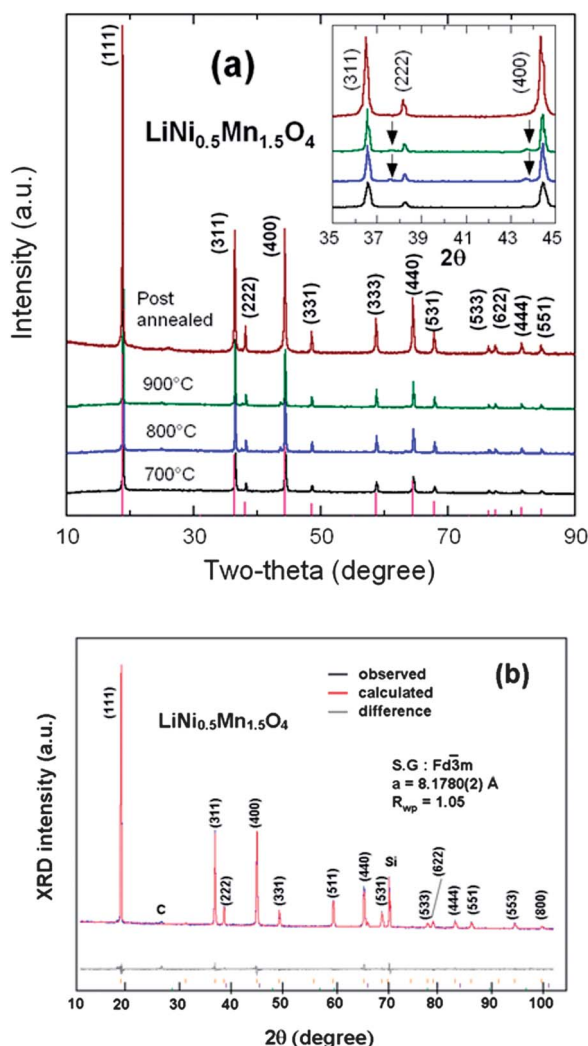 (a)
LiNi0.5Mn1.5O4
Intensity (a.u.)
(111)
(311)
(222)
(400)
(331)
(333)
(440)
(531)
(533)
(622)
(444)
(551)
Post
annealed
900°C
800°C
700°C
10 30 50 70 90
Two-theta (degree)
(311)
(222)
(400)
35 37 39 41 43 45
2θ
(b)
LiNi0.5Mn1.5O4
observed
calculated
difference
S.G : Fd3̄m
a = 8.1780(2) Å
Rwp = 1.05
XRD intensity (a.u.)
(111)
C
(311)
(222)
(400)
(331)
(511)
(440)
(531)
Si
(533)
(622)
(444)
(551)
(553)
(800)
10 20 30 40 50 60 70 80 90 100
2θ (degree)